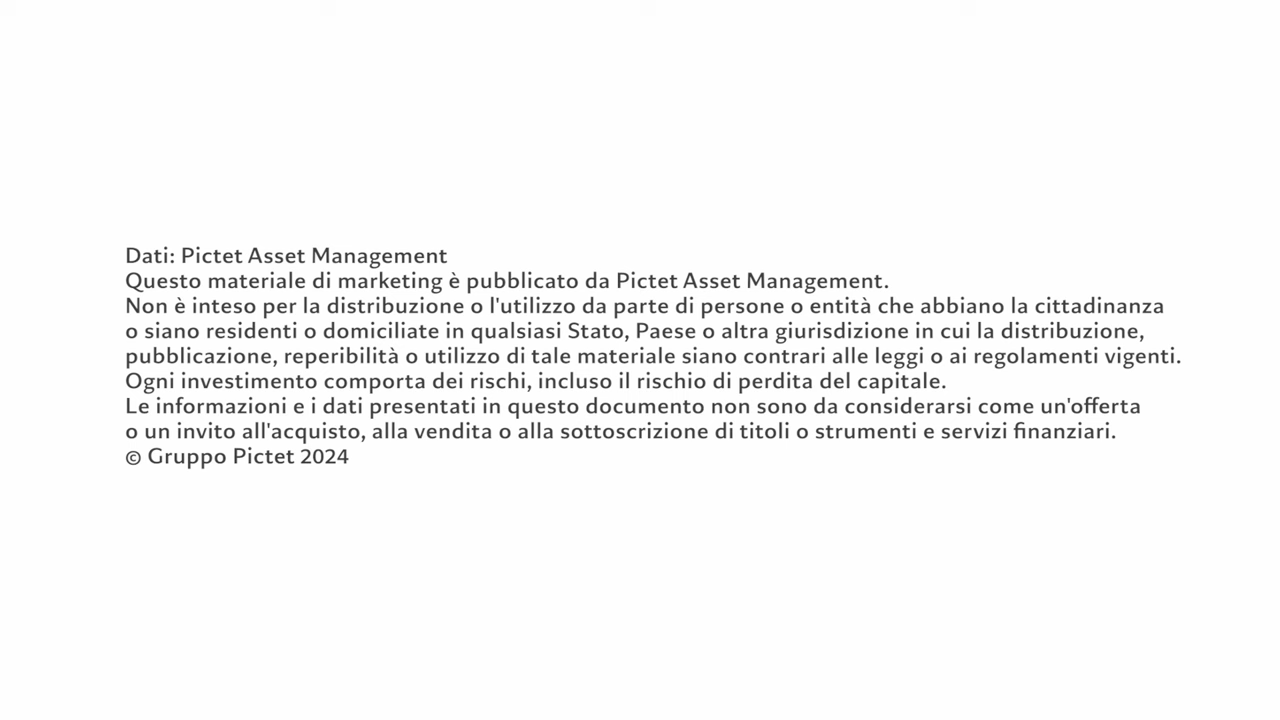 Dati: Pictet Asset Management
Questo materiale di marketing è pubblicato da Pictet Asset Management.
Non è inteso per la distribuzione o l'utilizzo da parte di persone o entità che abbiano la cittadinanza
o siano residenti o domiciliate in qualsiasi Stato, Paese o altra giurisdizione in cui la distribuzione,
pubblicazione, reperibilità o utilizzo di tale materiale siano contrari alle leggi o ai regolamenti vigenti.
Ogni investimento comporta dei rischi, incluso il rischio di perdita del capitale.
Le informazioni e i dati presentati in questo documento non sono da considerarsi come un'offerta
o un invito all'acquisto, alla vendita o alla sottoscrizione di titoli o strumenti e servizi finanziari.
© Gruppo Pictet 2024